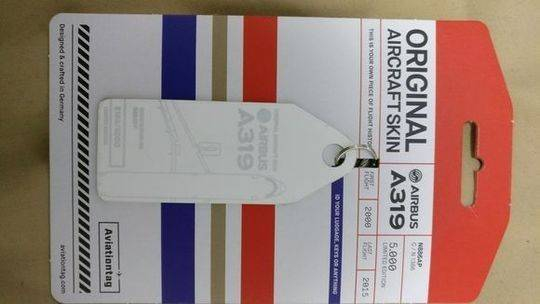 ORIGINAL
AIRCRAFT SKIN
THIS IS YOUR OWN PIECE OF FLIGHT HISTORY
AIRBUS
A319
FIRST FLIGHT
2000
LAST FLIGHT
2015
5.000
LIMITED EDITION
AIRBUS
A319
ID YOUR LUGGAGE, KEYS OR ANYTHING
Designed & crafted in Germany
Aviationtag
aviationtag.com